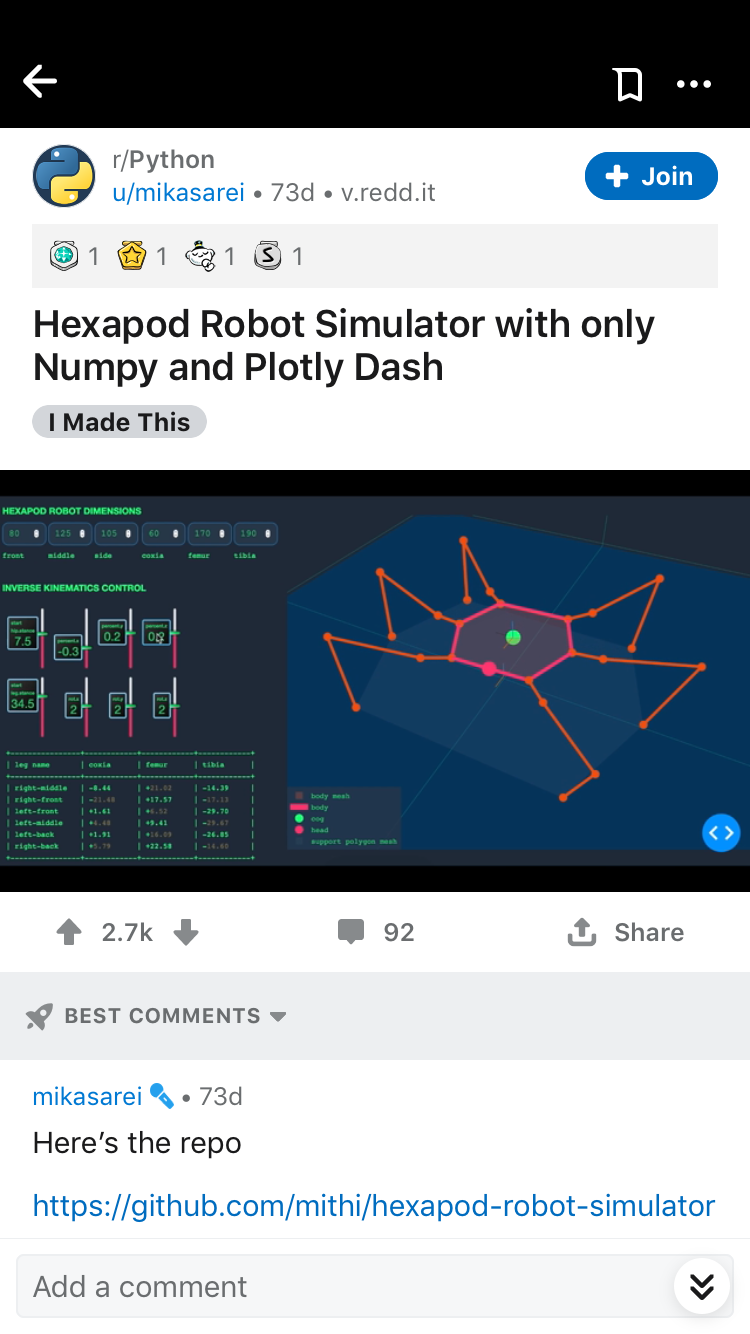 r/Python
u/mikasarei • 73d • v.redd.it
Join
1 1 1 1
Hexapod Robot Simulator with only
Numpy and Plotly Dash
I Made This
HEXAPOD ROBOT DIMENSIONS
80 125 105 60 170 190
front middle side coxia femur tibia
INVERSE KINEMATICS CONTROL
7.5 -0.3 0.2
34.5 2 2 2
| leg name | coxia | femur | tibia |
| right-middle | -8.44 | +21.02 | -14.39 |
| right-front | -21.48 | +17.57 | -17.13 |
| left-front | +1.61 | +6.52 | -29.70 |
| left-middle | +4.48 | +9.41 | -29.67 |
| left-back | +1.91 | +16.09 | -26.85 |
| right-back | +5.79 | +22.58 | -14.60 |
body mesh
body
cog
head
support polygon mesh
2.7k
92
Share
BEST COMMENTS
mikasarei • 73d
Here’s the repo
https://github.com/mithi/hexapod-robot-simulator
Add a comment